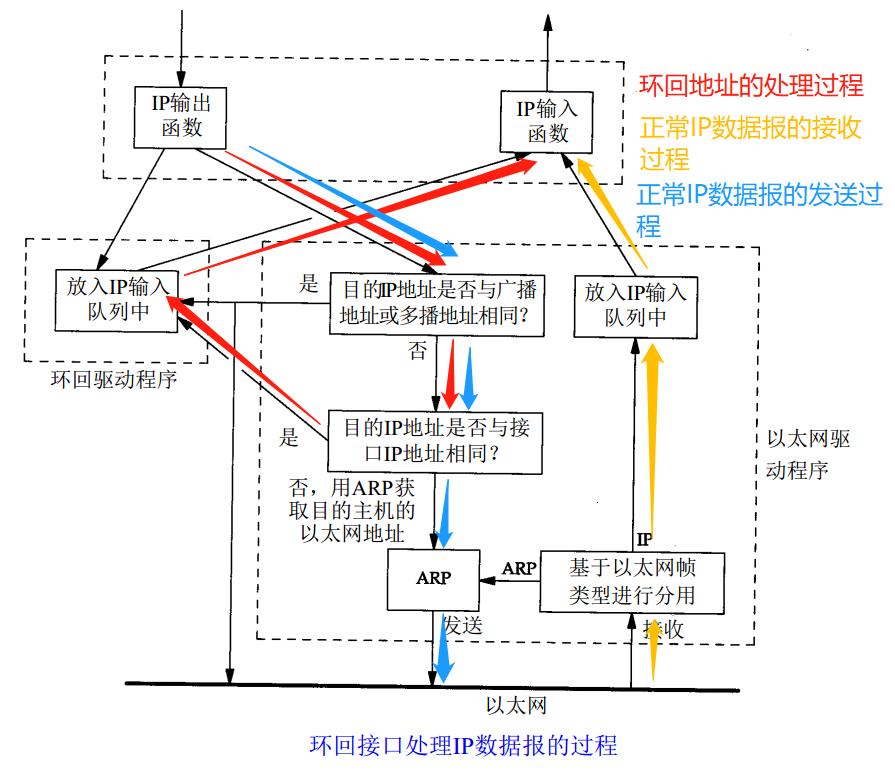 IP输出
函数
IP输入
函数
环回地址的处理过程
正常IP数据报的接收
过程
正常IP数据报的发送过
程
放入IP输入
队列中
环回驱动程序
是
目的IP地址是否与广播
地址或多播地址相同?
放入IP输入
队列中
否
目的IP地址是否与接
口IP地址相同?
是
以太网驱
动程序
否，用ARP获
取目的主机的
以太网地址
IP
ARP
ARP
基于以太网帧
类型进行分用
发送
接收
以太网
环回接口处理IP数据报的过程